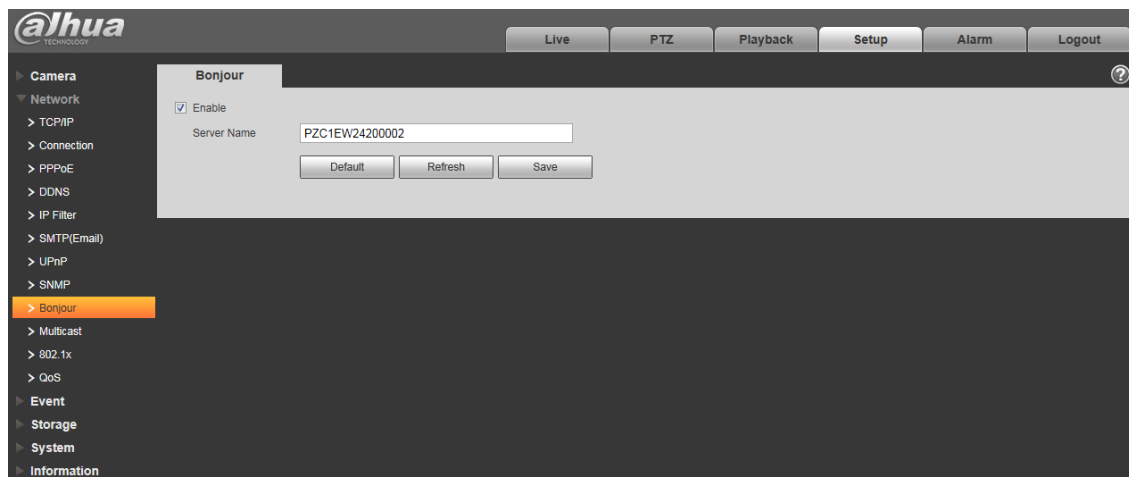 alhua
TECHNOLOGY
Live PTZ Playback Setup Alarm Logout
Camera
Network
> TCP/IP
> Connection
> PPPoE
> DDNS
> IP Filter
> SMTP(Email)
> UPnP
> SNMP
> Bonjour
> Multicast
> 802.1x
> QoS
Event
Storage
System
Information
Bonjour
?
Enable
Server Name PZC1EW24200002
Default Refresh Save